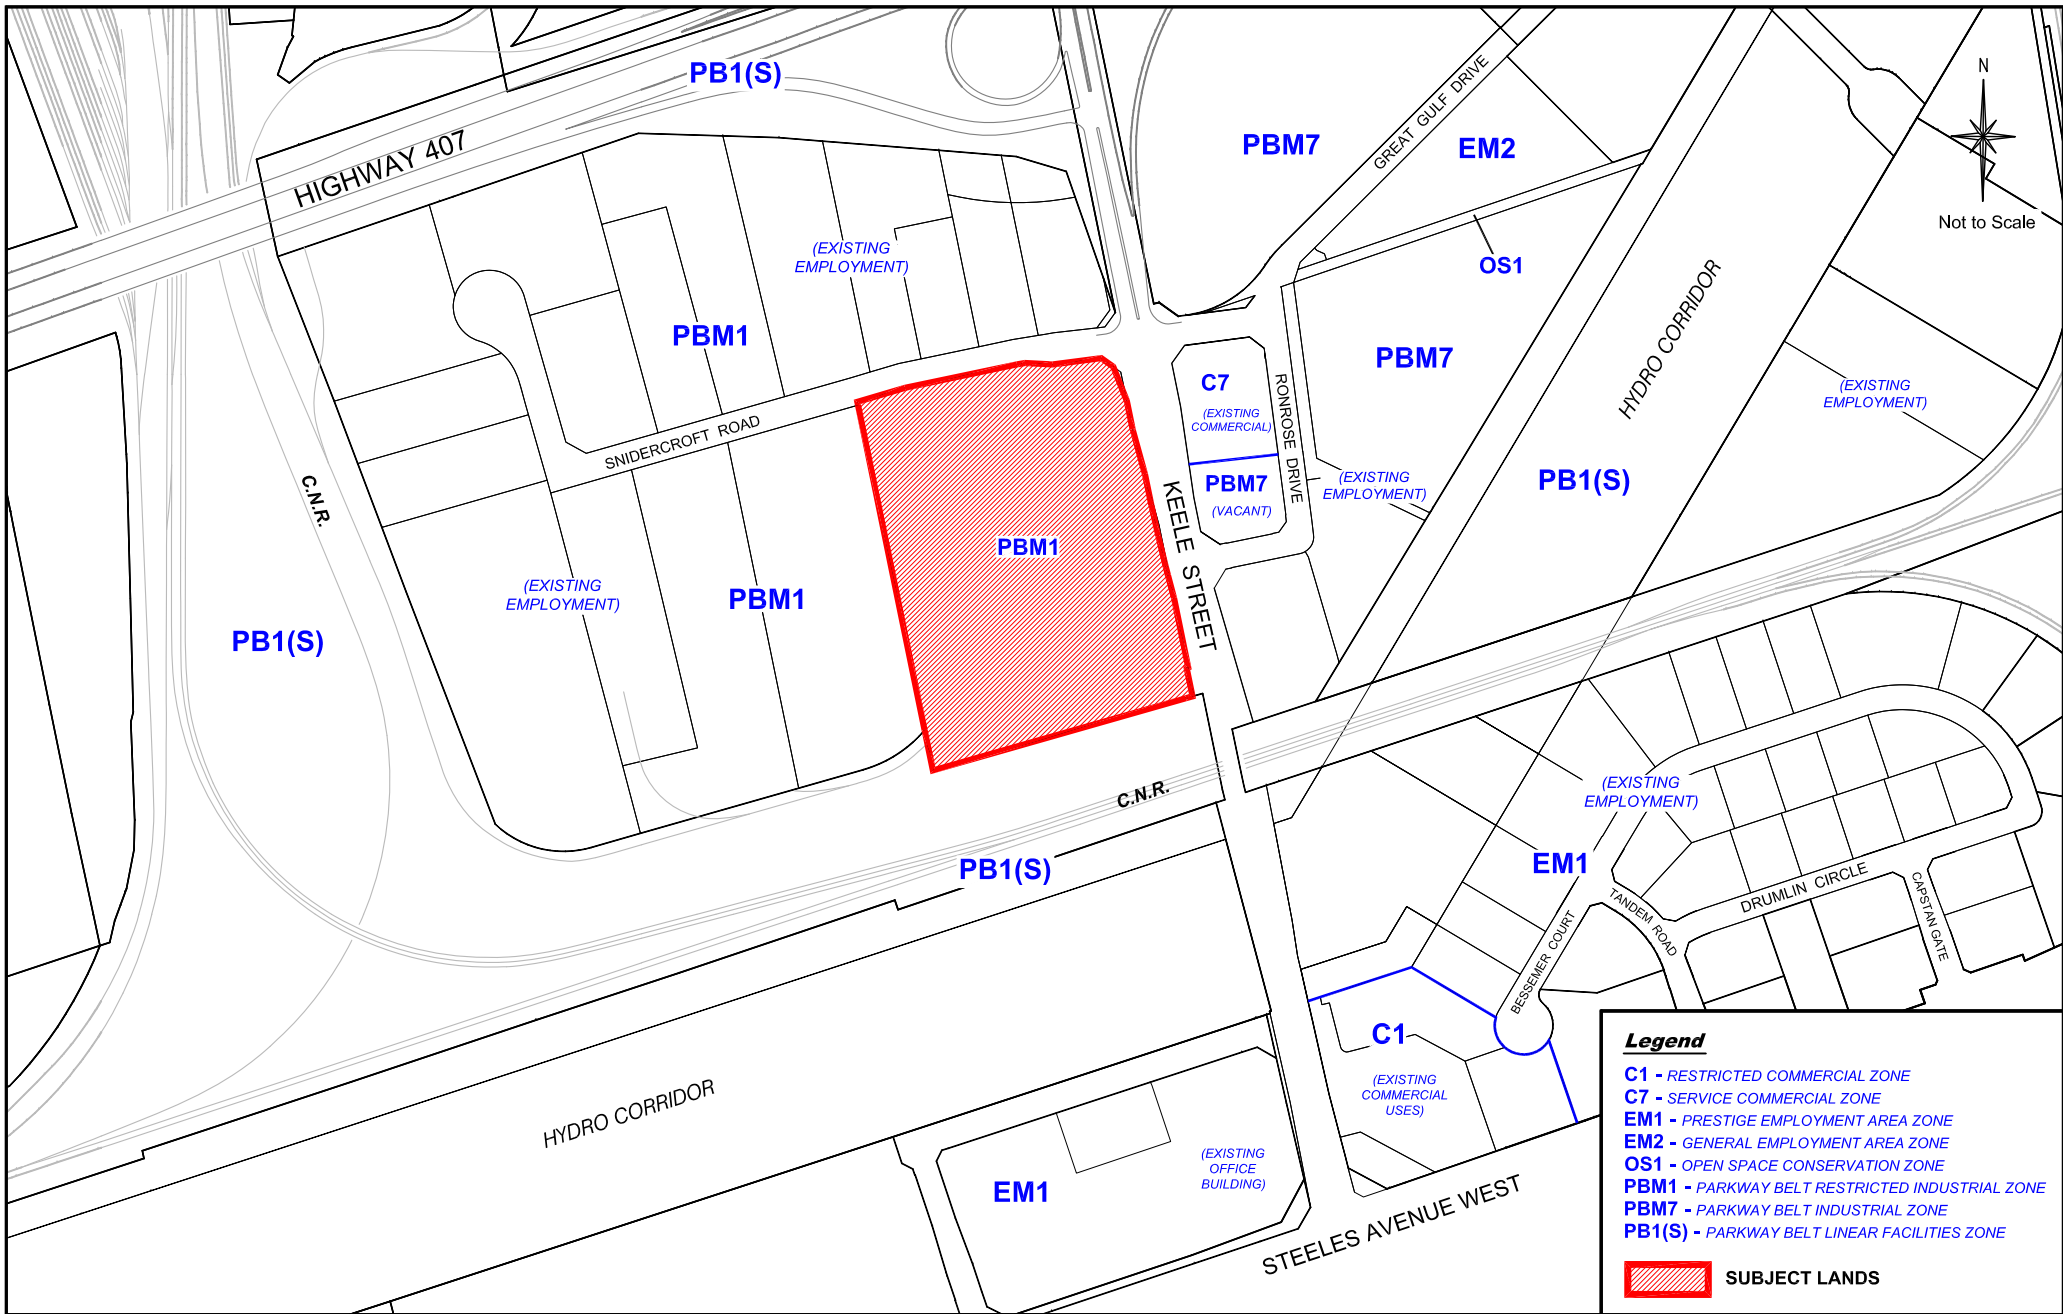 PB1(S)
HIGHWAY 407
PBM7
GREAT GULF DRIVE
EM2
N
Not to Scale
(EXISTING
EMPLOYMENT)
OS1
HYDRO CORRIDOR
PBM1
PBM7
C7
(EXISTING
COMMERCIAL)
RONROSE DRIVE
(EXISTING
EMPLOYMENT)
SNIDERCROFT ROAD
C.N.R.
PBM7
(VACANT)
(EXISTING
EMPLOYMENT)
PB1(S)
KEELE STREET
PBM1
(EXISTING
EMPLOYMENT)
PBM1
PB1(S)
C.N.R.
(EXISTING
EMPLOYMENT)
PB1(S)
EM1
DRUMLIN CIRCLE
CAPSTAN GATE
TANDEM ROAD
BESSEMER COURT
C1
(EXISTING
COMMERCIAL
USES)
HYDRO CORRIDOR
(EXISTING
OFFICE
BUILDING)
EM1
STEELES AVENUE WEST
Legend
C1 - RESTRICTED COMMERCIAL ZONE
C7 - SERVICE COMMERCIAL ZONE
EM1 - PRESTIGE EMPLOYMENT AREA ZONE
EM2 - GENERAL EMPLOYMENT AREA ZONE
OS1 - OPEN SPACE CONSERVATION ZONE
PBM1 - PARKWAY BELT RESTRICTED INDUSTRIAL ZONE
PBM7 - PARKWAY BELT INDUSTRIAL ZONE
PB1(S) - PARKWAY BELT LINEAR FACILITIES ZONE
SUBJECT LANDS